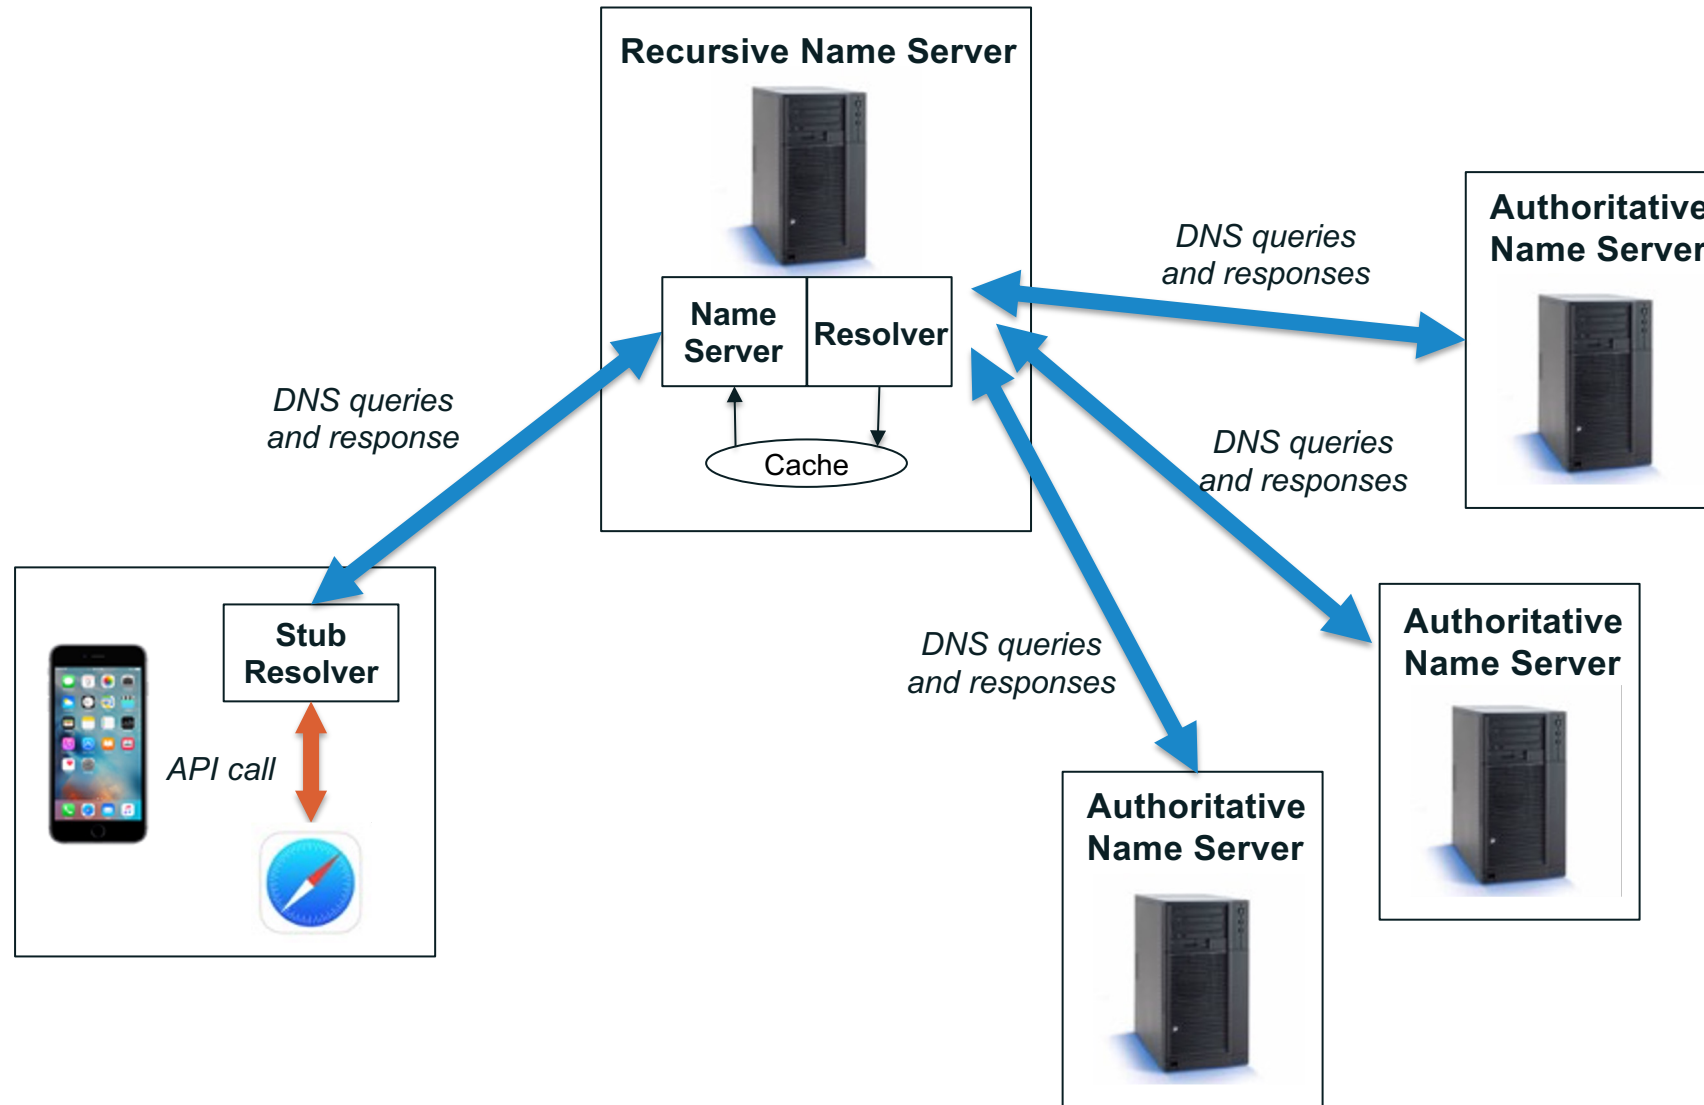 Recursive Name Server
Name
Server
Resolver
Cache
DNS queries
and response
DNS queries
and responses
DNS queries
and responses
DNS queries
and responses
Authoritative
Name Server
Authoritative
Name Server
Authoritative
Name Server
Stub
Resolver
API call